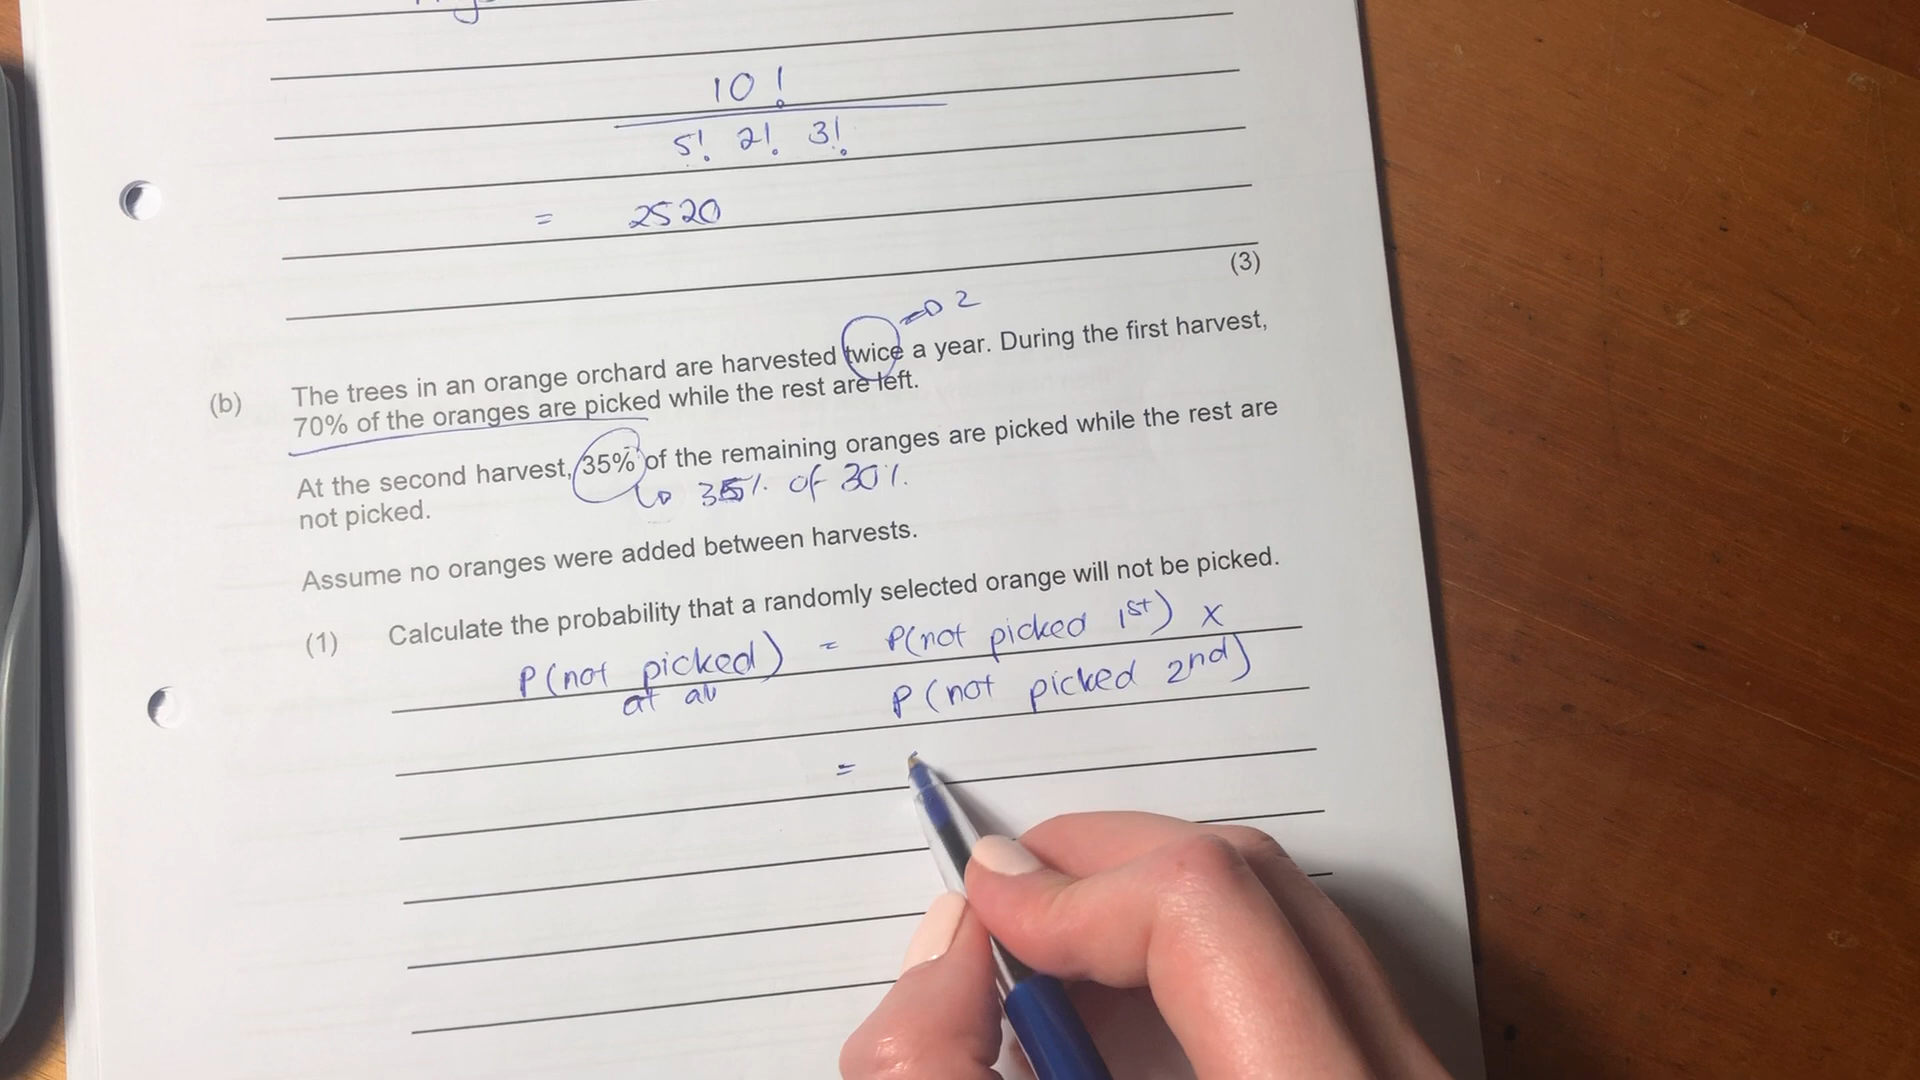 10!
5! 2! 3!
= 2520
(3)
=D 2
(b) The trees in an orange orchard are harvested twice a year. During the first harvest,
70% of the oranges are picked while the rest are left.
At the second harvest, 35% of the remaining oranges are picked while the rest are
not picked.
35% of 30%.
Assume no oranges were added between harvests.
(1) Calculate the probability that a randomly selected orange will not be picked.
P(not picked) = P(not picked 1st) x
at all
P(not picked 2nd)
=